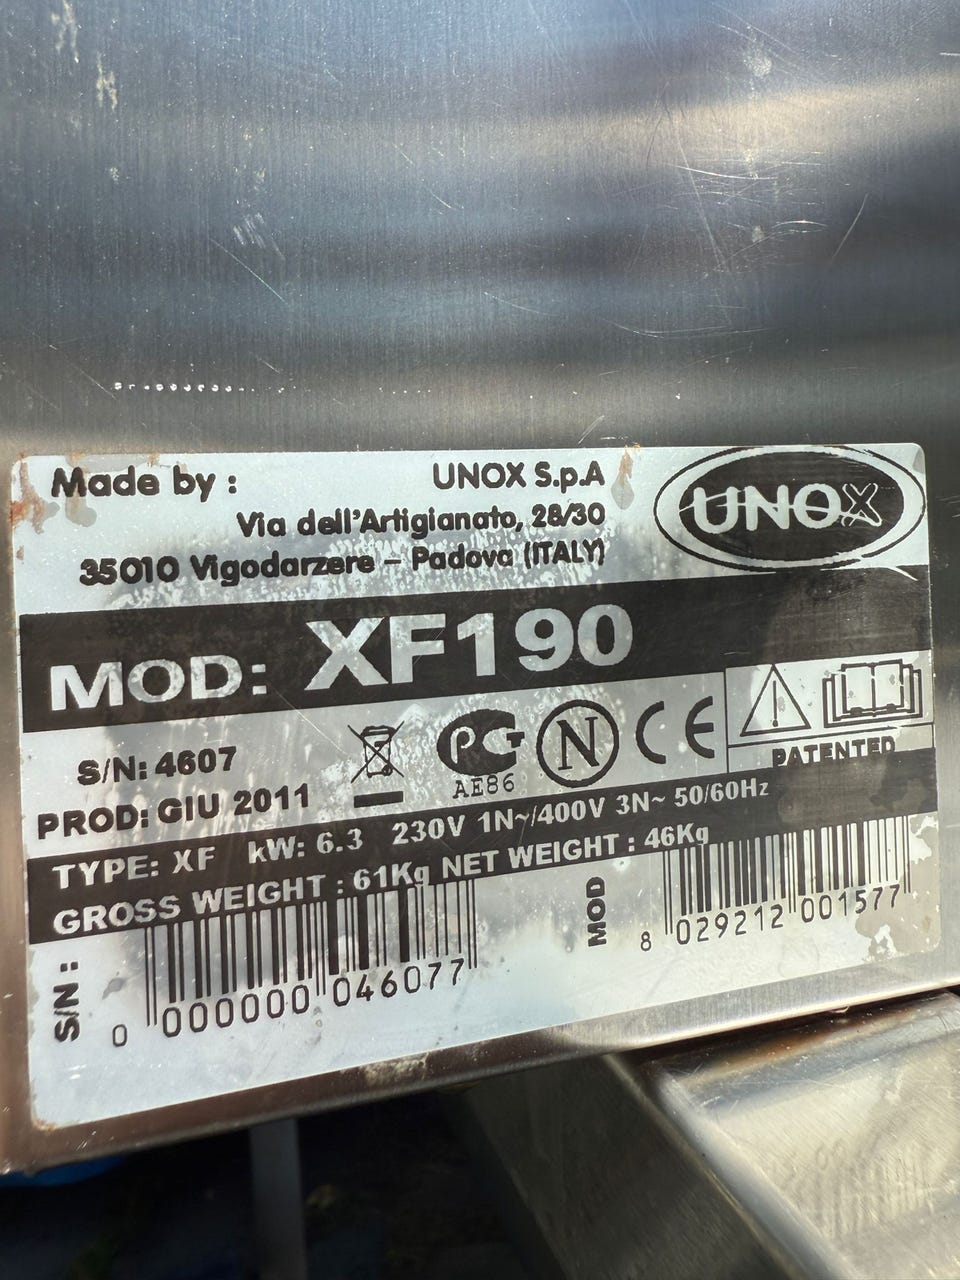 Made by : UNOX S.p.A
Via dell'Artigianato, 28/30
35010 Vigodarzere – Padova (ITALY)
UNOX
MOD: XF190
S/N: 4607
PROD: GIU 2011
PG
AE86
N
CE
PATENTED
TYPE: XF kW: 6.3 230V 1N~/400V 3N~ 50/60Hz
GROSS WEIGHT : 61Kg NET WEIGHT : 46Kg
S/N :
0 000000 046077
MOD
8 029212 001577